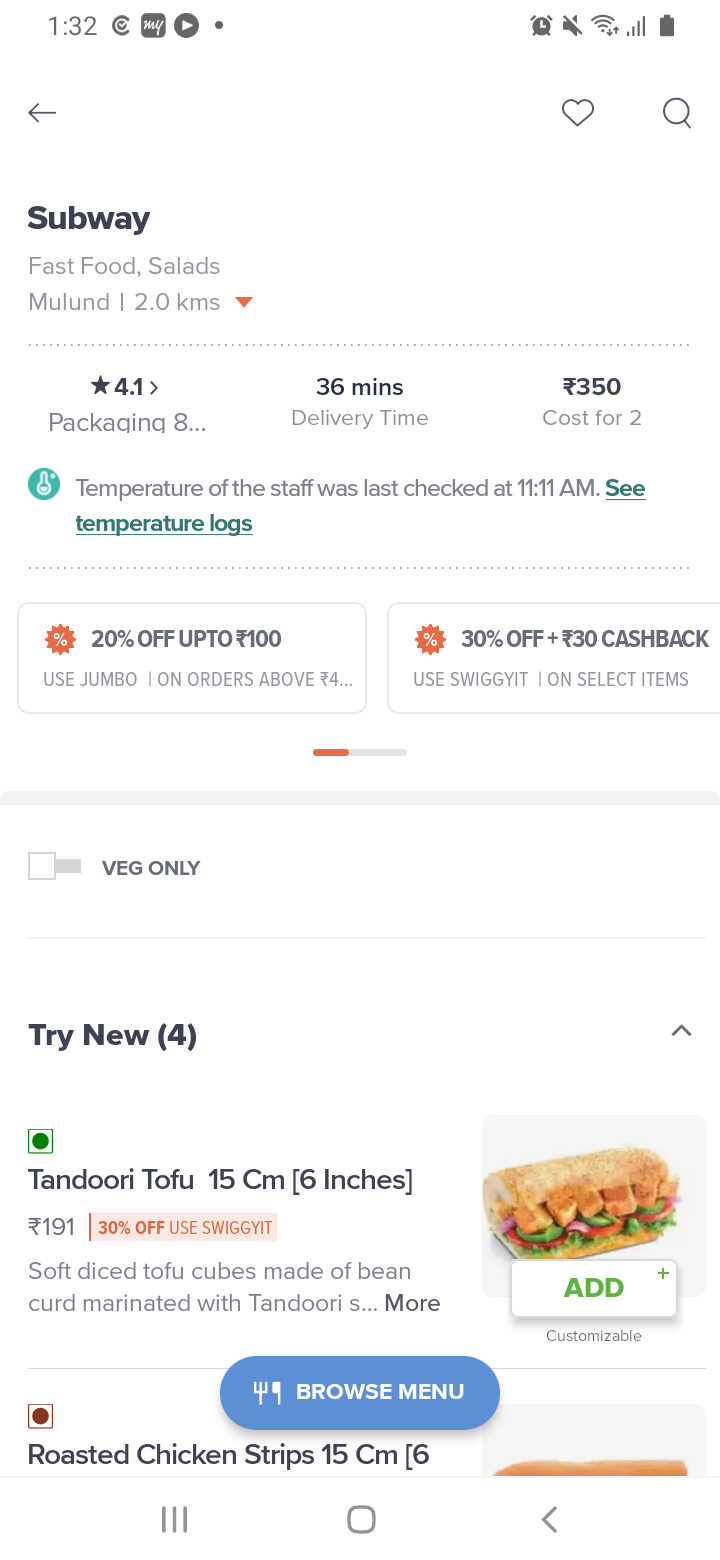 1:32
my
Subway
Fast Food, Salads
Mulund | 2.0 kms
★4.1 >
36 mins
₹350
Packaging 8...
Delivery Time
Cost for 2
Temperature of the staff was last checked at 11:11 AM. See
temperature logs
% 20% OFF UPTO ₹100
USE JUMBO | ON ORDERS ABOVE ₹4...
% 30% OFF + ₹30 CASHBACK
USE SWIGGYIT | ON SELECT ITEMS
VEG ONLY
Try New (4)
Tandoori Tofu 15 Cm [6 Inches]
₹191 30% OFF USE SWIGGYIT
Soft diced tofu cubes made of bean
curd marinated with Tandoori s... More
ADD +
Customizable
BROWSE MENU
Roasted Chicken Strips 15 Cm [6